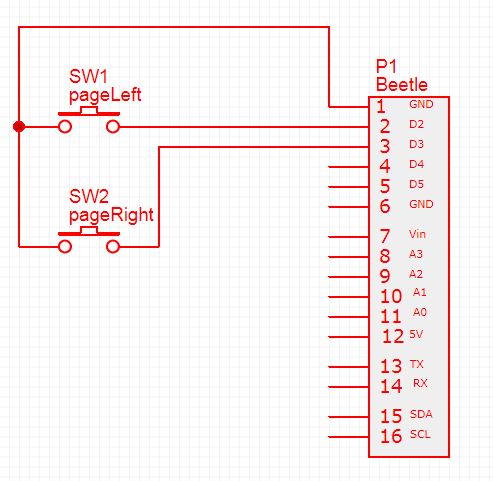 SW1
pageLeft
SW2
pageRight
P1
Beetle
1 GND
2 D2
3 D3
4 D4
5 D5
6 GND
7 Vin
8 A3
9 A2
10 A1
11 A0
12 5V
13 TX
14 RX
15 SDA
16 SCL